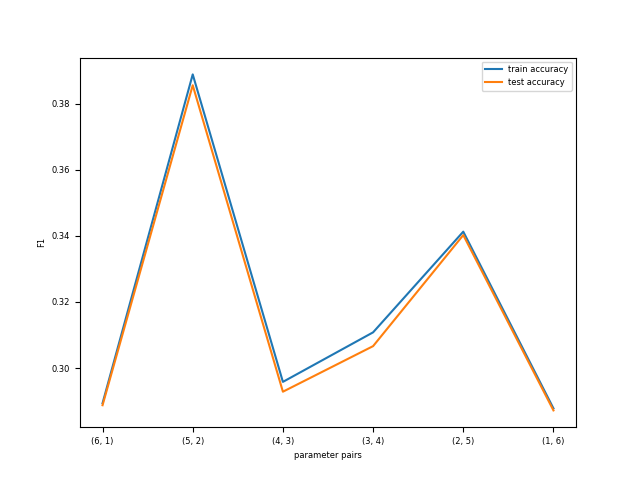 train accuracy
test accuracy
0.38
0.36
0.34
0.32
0.30
F1
(6, 1) (5, 2) (4, 3) (3, 4) (2, 5) (1, 6)
parameter pairs